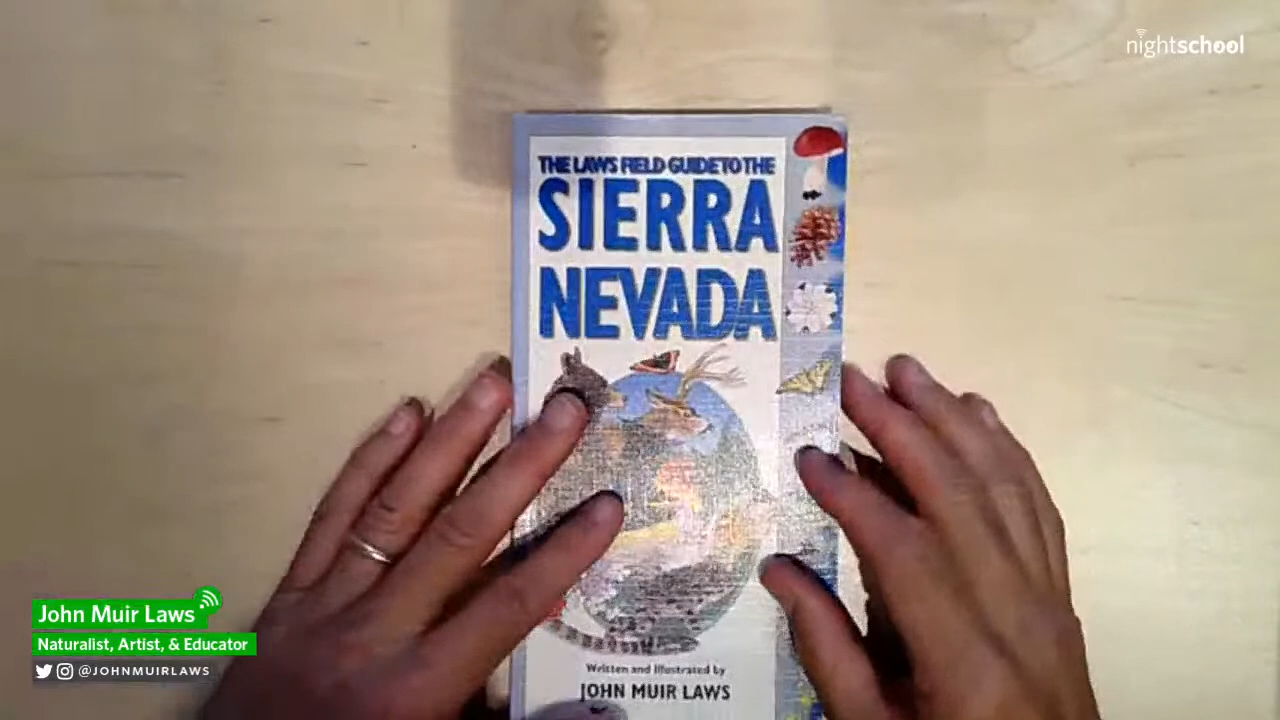 nightschool
THE LAWS FIELD GUIDE TO THE
SIERRA
NEVADA
Written and Illustrated by
JOHN MUIR LAWS
John Muir Laws
Naturalist, Artist, & Educator
@JOHNMUIRLAWS